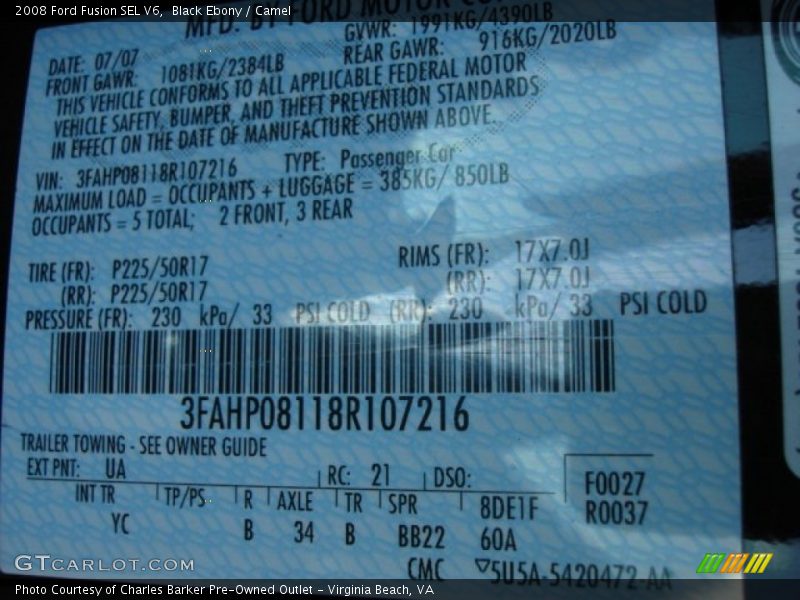 2008 Ford Fusion SEL V6, Black Ebony / Camel
MFD. BY FORD MOTOR
GVWR: 1991KG/4390LB
DATE: 07/07
REAR GAWR: 916KG/2020LB
FRONT GAWR: 1081KG/2384LB
THIS VEHICLE CONFORMS TO ALL APPLICABLE FEDERAL MOTOR
VEHICLE SAFETY, BUMPER, AND THEFT PREVENTION STANDARDS
IN EFFECT ON THE DATE OF MANUFACTURE SHOWN ABOVE.
VIN: 3FAHP08118R107216 TYPE: Passenger Car
MAXIMUM LOAD = OCCUPANTS + LUGGAGE = 385KG/ 850LB
OCCUPANTS = 5 TOTAL; 2 FRONT, 3 REAR
TIRE (FR): P225/50R17 RIMS (FR): 17X7.0J
(RR): P225/50R17 (RR): 17X7.0J
PRESSURE (FR): 230 kPa/ 33 PSI COLD (RR): 230 kPa/ 33 PSI COLD
3FAHP08118R107216
TRAILER TOWING - SEE OWNER GUIDE
EXT PNT: UA RC: 21 DSO: F0027
INT TR TP/PS R AXLE TR SPR 8DE1F R0037
YC B 34 B BB22 60A
CMC ▽5U5A-5420472-AA
GTCARLOT.COM
Photo Courtesy of Charles Barker Pre-Owned Outlet - Virginia Beach, VA